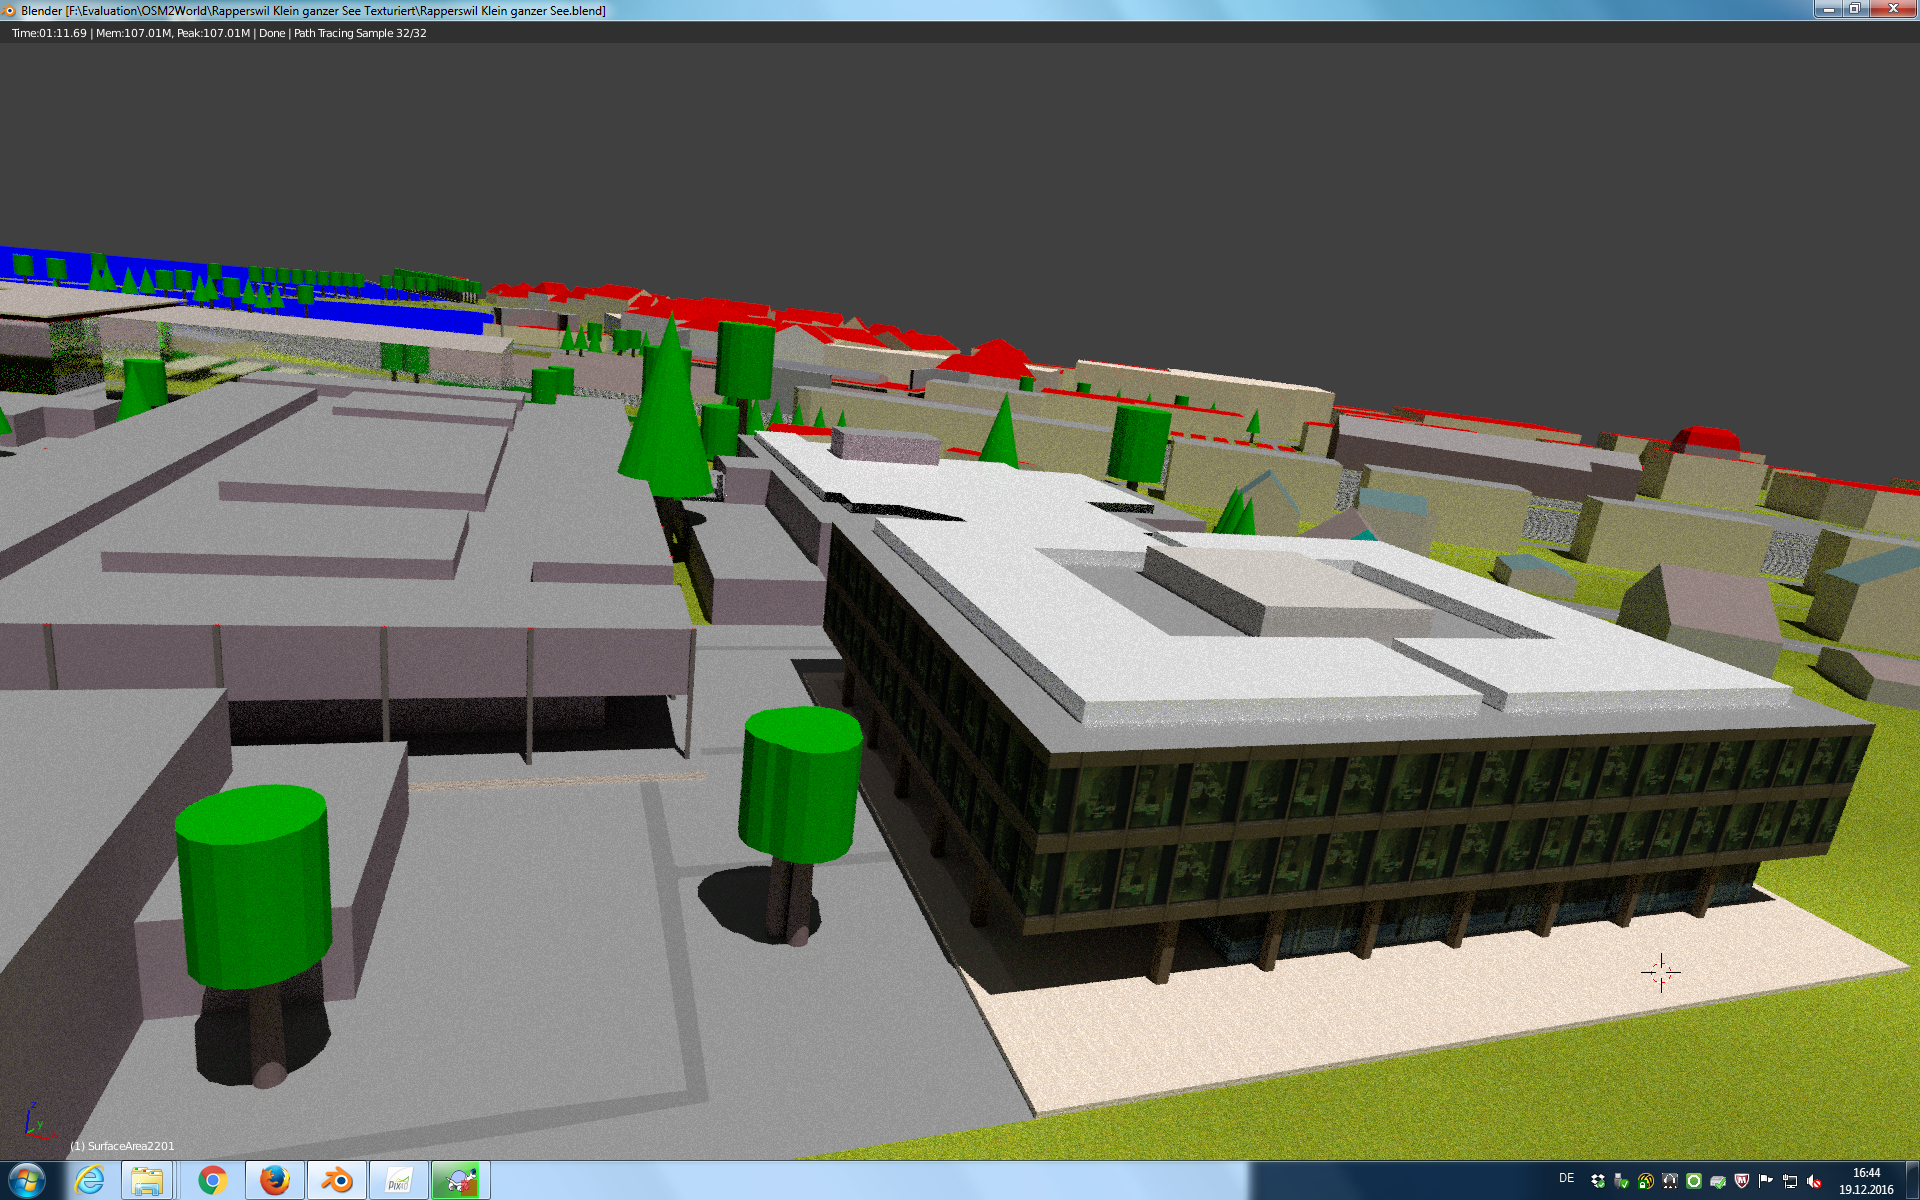 Blender [F:\Evaluation\OSM2World\Rapperswil Klein ganzer See Texturiert\Rapperswil Klein ganzer See.blend]
Time:01:11.69 | Mem:107.01M, Peak:107.01M | Done | Path Tracing Sample 32/32
z
y
x
(1) SurfaceArea2201
PIX4D
DE
16:44
19.12.2016